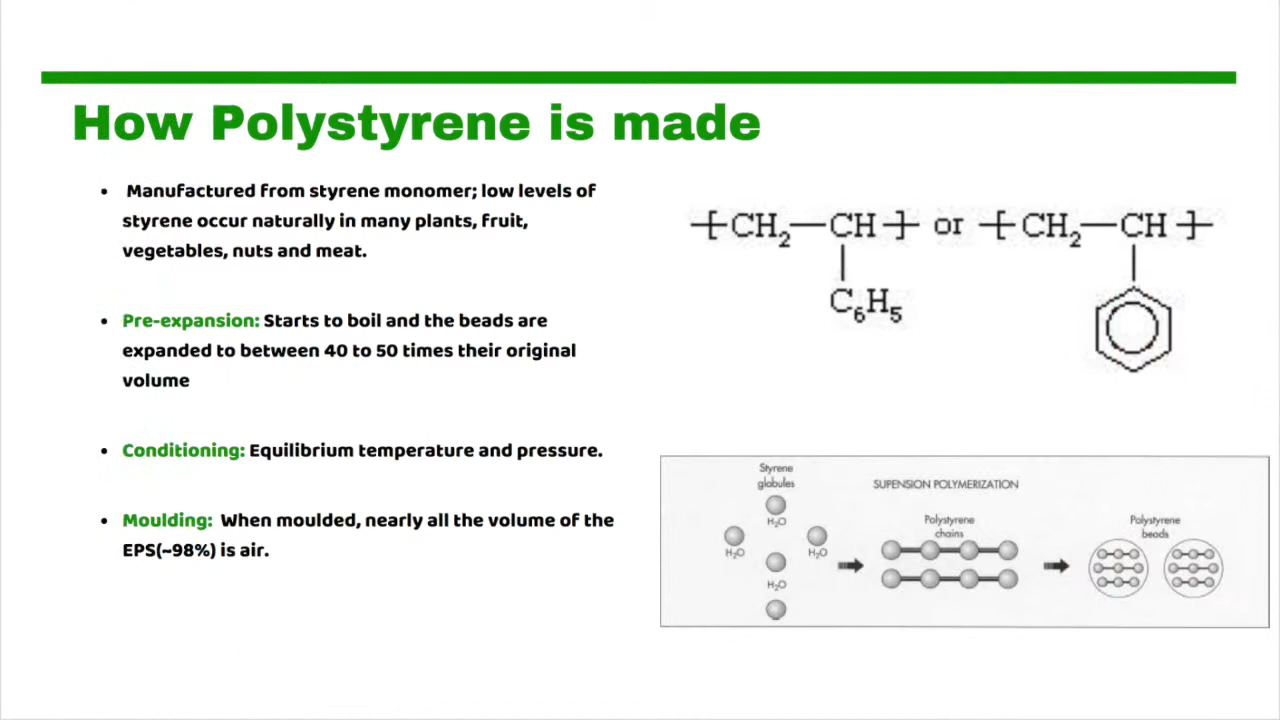 How Polystyrene is made
• Manufactured from styrene monomer; low levels of
styrene occur naturally in many plants, fruit,
vegetables, nuts and meat.
• Pre-expansion: Starts to boil and the beads are
expanded to between 40 to 50 times their original
volume
• Conditioning: Equilibrium temperature and pressure.
• Moulding: When moulded, nearly all the volume of the
EPS(~98%) is air.
-[CH₂—CH]- or -[CH₂—CH]-
C₆H₅
Styrene
globules
H₂O
H₂O
H₂O
H₂O
SUPENSION POLYMERIZATION
Polystyrene
chains
Polystyrene
beads